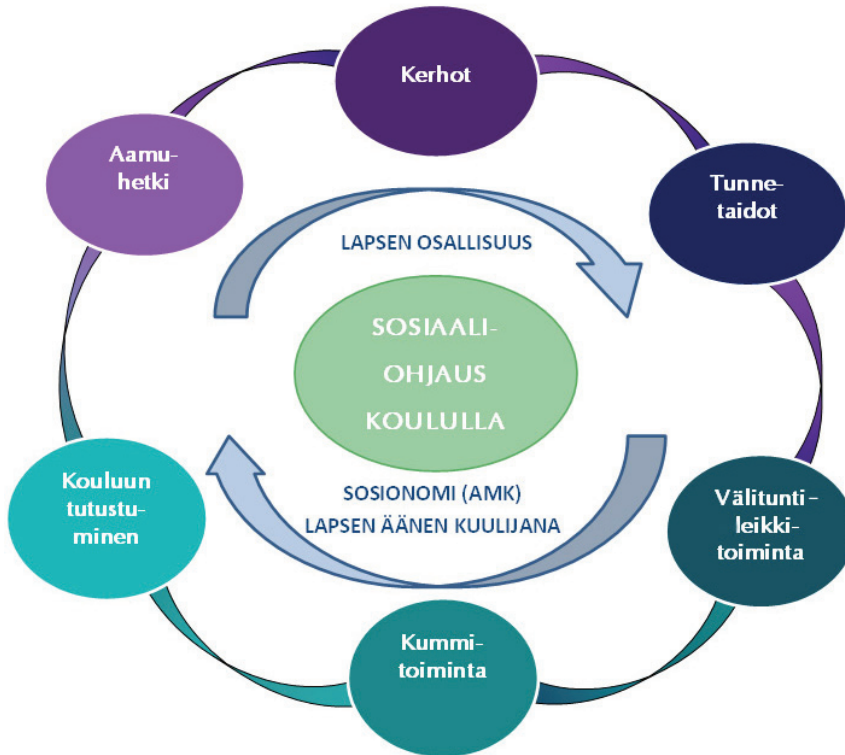 Kerhot
Aamu-
hetki
Tunne-
taidot
LAPSEN OSALLISUUS
SOSIAALI-
OHJAUS
KOULULLA
Kouluun
tutustu-
minen
SOSIONOMI (AMK)
LAPSEN ÄÄNEN KUULIJANA
Välitunti-
leikki-
toiminta
Kummi-
toiminta